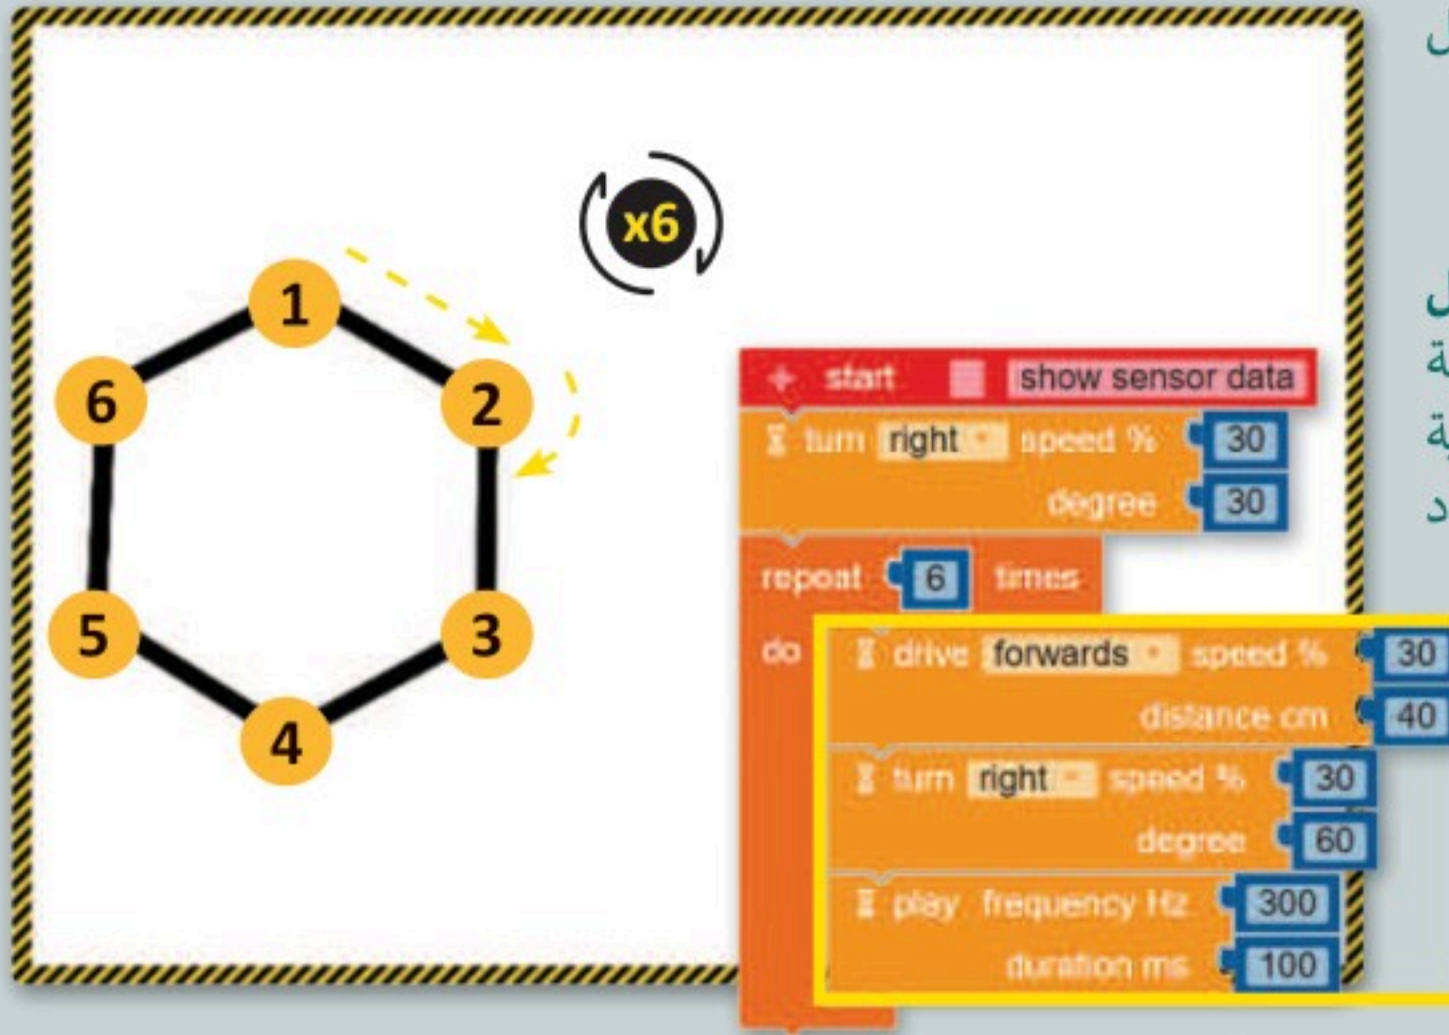 x6
1
2
3
4
5
6
start show sensor data
turn right speed % 30
degree 30
repeat 6 times
do drive forwards speed % 30
distance cm 40
turn right speed % 30
degree 60
play frequency Hz 300
duration ms 100